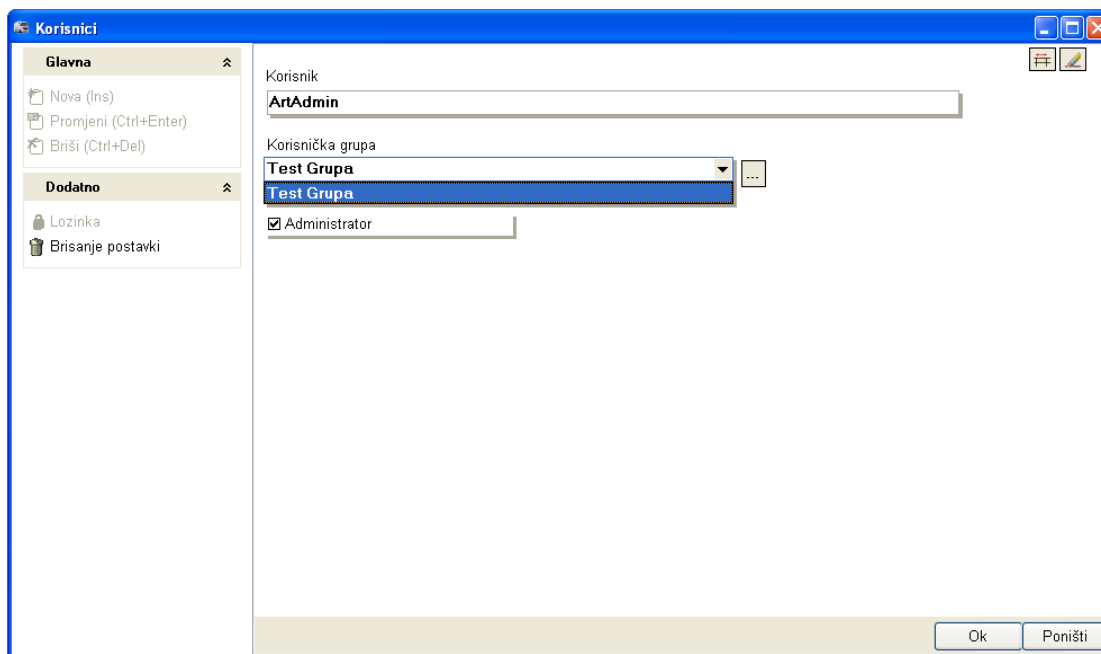 Korisnici
Glavna
Nova (Ins)
Promjeni (Ctrl+Enter)
Briši (Ctrl+Del)
Dodatno
Lozinka
Brisanje postavki
Korisnik
ArtAdmin
Korisnička grupa
Test Grupa
...
Test Grupa
Administrator
Ok
Poništi